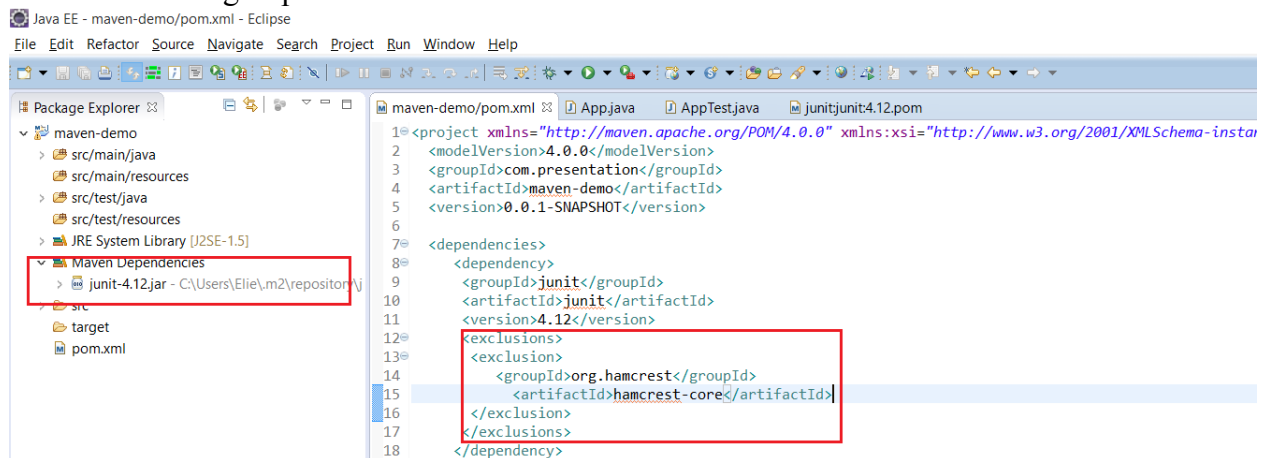 Java EE - maven-demo/pom.xml - Eclipse
File Edit Refactor Source Navigate Search Project Run Window Help
Package Explorer
maven-demo/pom.xml App.java AppTest.java junit:junit:4.12.pom
maven-demo
src/main/java
src/main/resources
src/test/java
src/test/resources
JRE System Library [J2SE-1.5]
Maven Dependencies
junit-4.12.jar - C:\Users\Elie\.m2\repository\j
src
target
pom.xml
1 <project xmlns="http://maven.apache.org/POM/4.0.0" xmlns:xsi="http://www.w3.org/2001/XMLSchema-instan
2 <modelVersion>4.0.0</modelVersion>
3 <groupId>com.presentation</groupId>
4 <artifactId>maven-demo</artifactId>
5 <version>0.0.1-SNAPSHOT</version>
6
7 <dependencies>
8 <dependency>
9 <groupId>junit</groupId>
10 <artifactId>junit</artifactId>
11 <version>4.12</version>
12 <exclusions>
13 <exclusion>
14 <groupId>org.hamcrest</groupId>
15 <artifactId>hamcrest-core</artifactId>
16 </exclusion>
17 </exclusions>
18 </dependency>